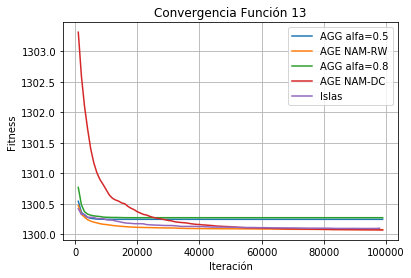 Convergencia Función 13
Fitness
1303.0
1302.5
1302.0
1301.5
1301.0
1300.5
1300.0
AGG alfa=0.5
AGE NAM-RW
AGG alfa=0.8
AGE NAM-DC
Islas
0 20000 40000 60000 80000 100000
Iteración